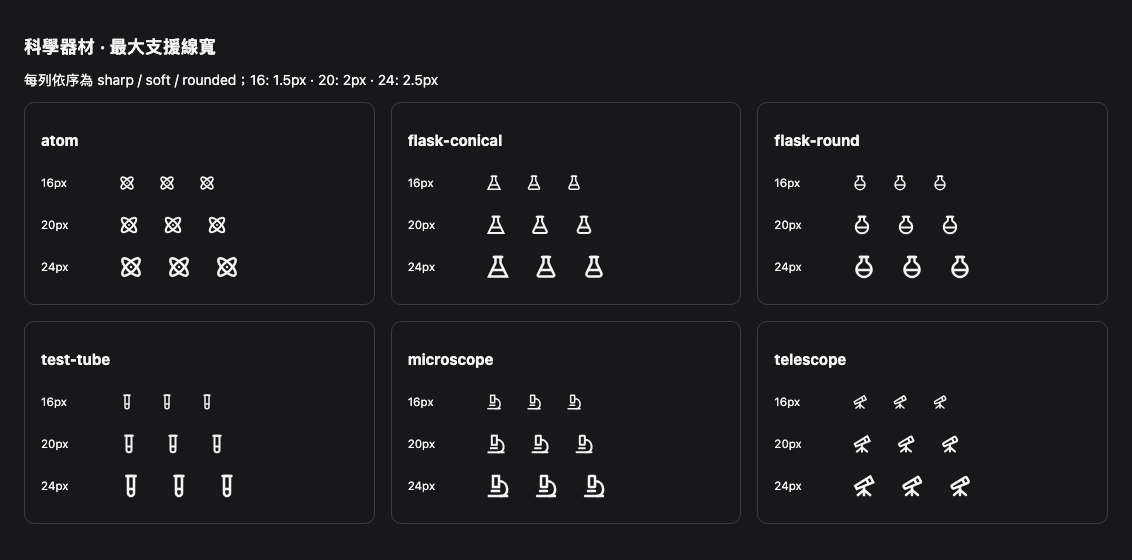 科學器材 · 最大支援線寬
每列依序為 sharp / soft / rounded；16: 1.5px · 20: 2px · 24: 2.5px
atom
16px
20px
24px
flask-conical
16px
20px
24px
flask-round
16px
20px
24px
test-tube
16px
20px
24px
microscope
16px
20px
24px
telescope
16px
20px
24px